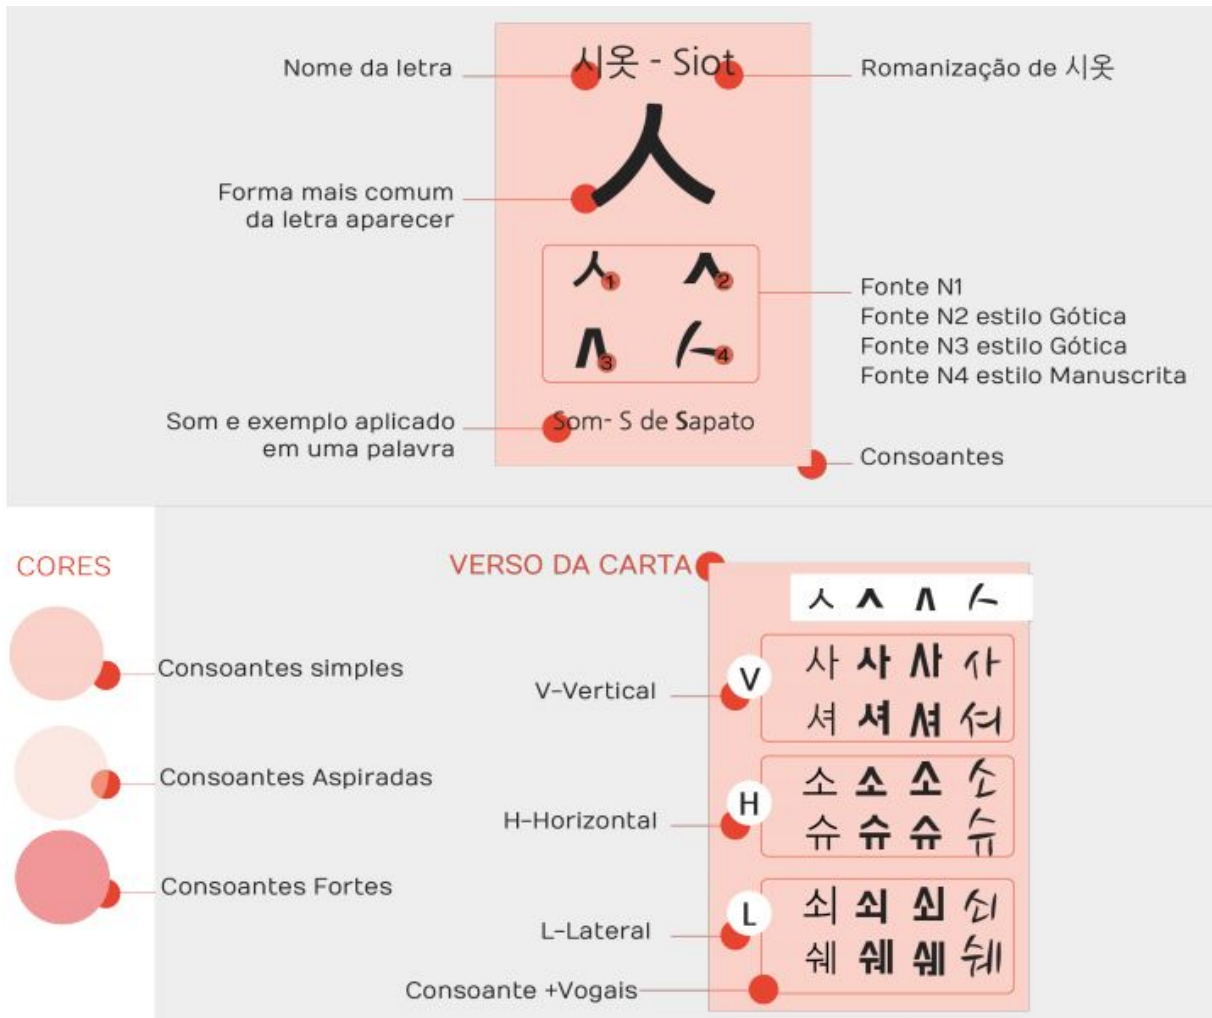 시옷 - Siot
Nome da letra
Romanização de 시옷
ㅅ
Forma mais comum
da letra aparecer
ㅅ1 ㅅ2
ㅅ3 ㅅ4
Fonte N1
Fonte N2 estilo Gótica
Fonte N3 estilo Gótica
Fonte N4 estilo Manuscrita
Som e exemplo aplicado
em uma palavra
Som- S de Sapato
Consoantes
CORES
Consoantes simples
Consoantes Aspiradas
Consoantes Fortes
VERSO DA CARTA
ㅅ ㅅ ㅅ ㅅ
V-Vertical
V
사 사 사 사
셔 셔 셔 셔
H-Horizontal
H
소 소 소 소
슈 슈 슈 슈
L-Lateral
L
쇠 쇠 쇠 쇠
쉐 쉐 쉐 쉐
Consoante +Vogais